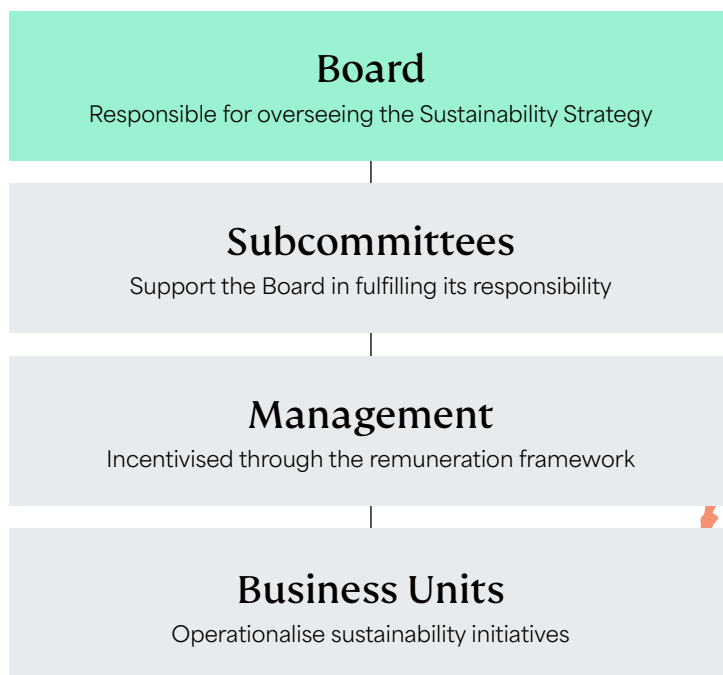 Board
Responsible for overseeing the Sustainability Strategy
Subcommittees
Support the Board in fulfilling its responsibility
Management
Incentivised through the remuneration framework
Business Units
Operationalise sustainability initiatives